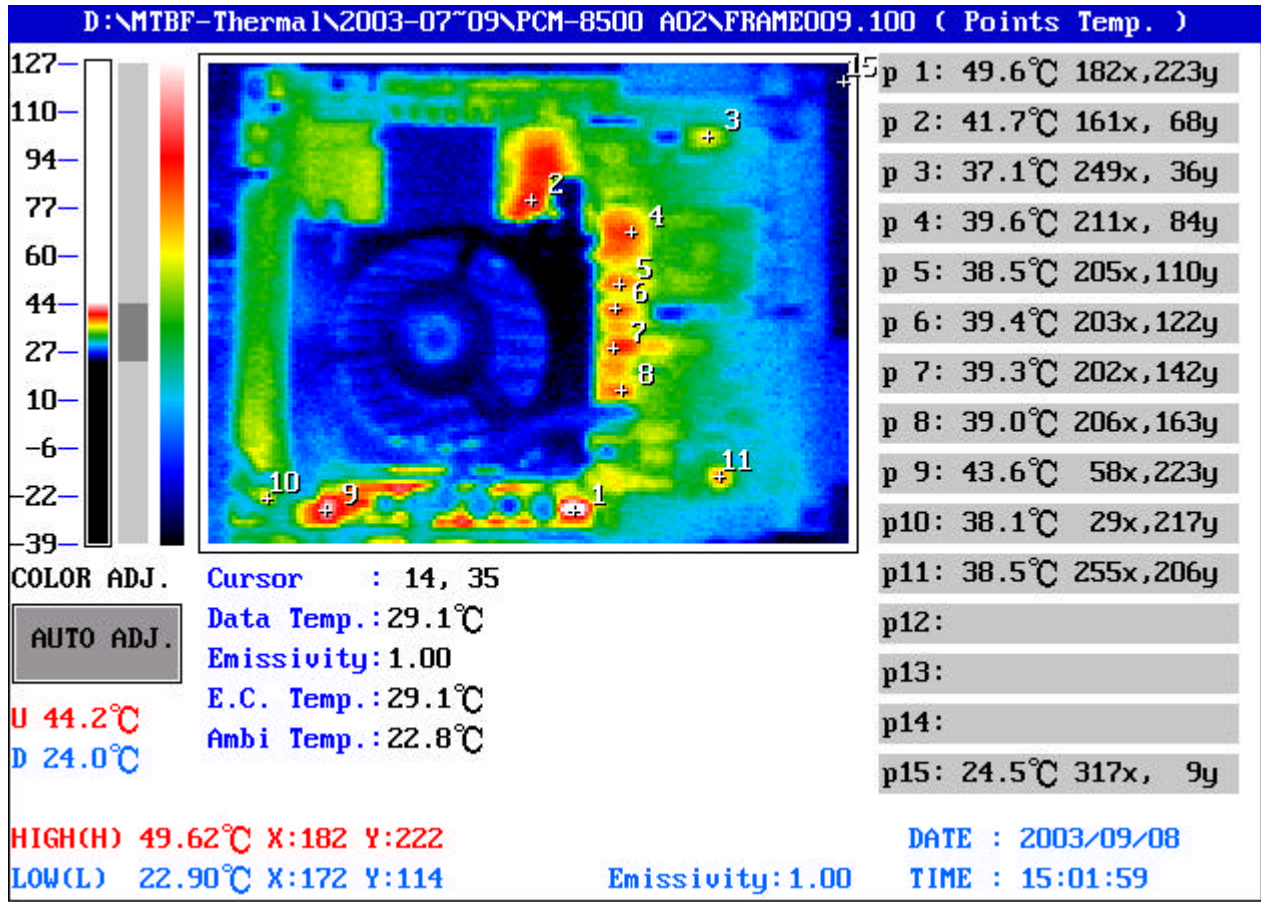 D:\MTBF-Thermal\2003-07~09\PCM-8500 A02\FRAME009.100 ( Points Temp. )
127
110
94
77
60
44
27
10
-6
-22
-39
15
3
2
4
5
6
7
8
11
10
9
1
COLOR ADJ.
AUTO ADJ.
U 44.2℃
D 24.0℃
Cursor : 14, 35
Data Temp.:29.1℃
Emissivity:1.00
E.C. Temp.:29.1℃
Ambi Temp.:22.8℃
p 1: 49.6℃ 182x,223y
p 2: 41.7℃ 161x, 68y
p 3: 37.1℃ 249x, 36y
p 4: 39.6℃ 211x, 84y
p 5: 38.5℃ 205x,110y
p 6: 39.4℃ 203x,122y
p 7: 39.3℃ 202x,142y
p 8: 39.0℃ 206x,163y
p 9: 43.6℃ 58x,223y
p10: 38.1℃ 29x,217y
p11: 38.5℃ 255x,206y
p12:
p13:
p14:
p15: 24.5℃ 317x, 9y
HIGH(H) 49.62℃ X:182 Y:222
LOW(L) 22.90℃ X:172 Y:114
Emissivity:1.00
DATE : 2003/09/08
TIME : 15:01:59